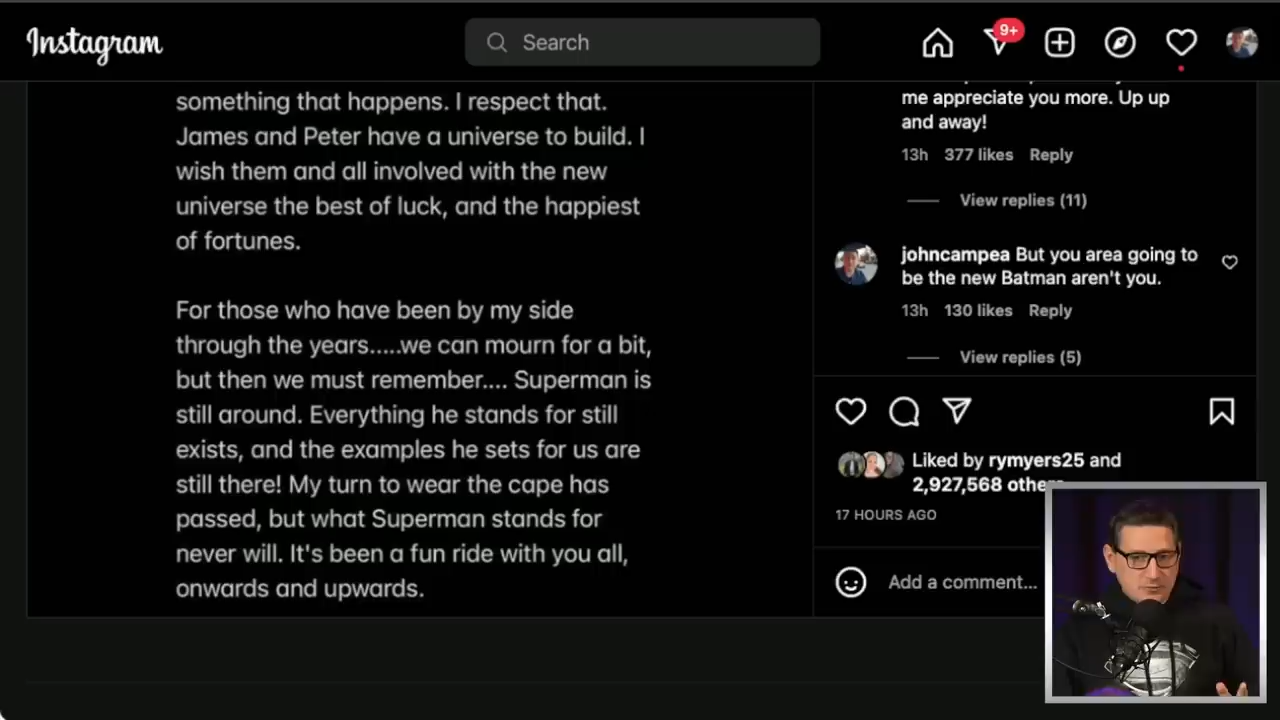 Instagram
Search
9+
something that happens. I respect that.
James and Peter have a universe to build. I
wish them and all involved with the new
universe the best of luck, and the happiest
of fortunes.
For those who have been by my side
through the years.....we can mourn for a bit,
but then we must remember.... Superman is
still around. Everything he stands for still
exists, and the examples he sets for us are
still there! My turn to wear the cape has
passed, but what Superman stands for
never will. It's been a fun ride with you all,
onwards and upwards.
me appreciate you more. Up up
and away!
13h 377 likes Reply
View replies (11)
johncampea But you area going to
be the new Batman aren't you.
13h 130 likes Reply
View replies (5)
Liked by rymyers25 and
2,927,568 others
17 HOURS AGO
Add a comment...